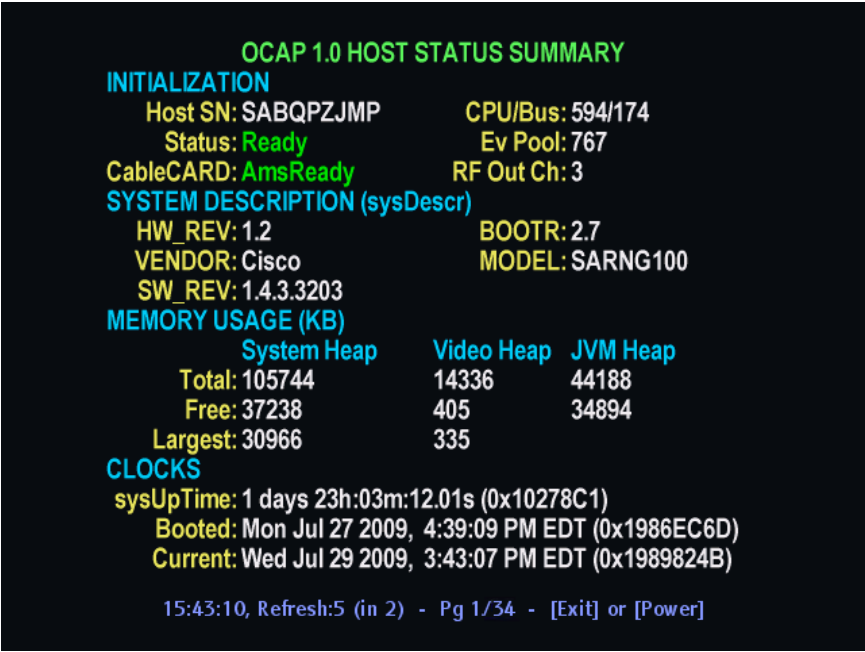 OCAP 1.0 HOST STATUS SUMMARY
INITIALIZATION
Host SN: SABQPZJMP CPU/Bus: 594/174
Status: Ready Ev Pool: 767
CableCARD: AmsReady RF Out Ch: 3
SYSTEM DESCRIPTION (sysDescr)
HW_REV: 1.2 BOOTR: 2.7
VENDOR: Cisco MODEL: SARNG100
SW_REV: 1.4.3.3203
MEMORY USAGE (KB)
System Heap Video Heap JVM Heap
Total: 105744 14336 44188
Free: 37238 405 34894
Largest: 30966 335
CLOCKS
sysUpTime: 1 days 23h:03m:12.01s (0x10278C1)
Booted: Mon Jul 27 2009, 4:39:09 PM EDT (0x1986EC6D)
Current: Wed Jul 29 2009, 3:43:07 PM EDT (0x1989824B)
15:43:10, Refresh:5 (in 2) - Pg 1/34 - [Exit] or [Power]